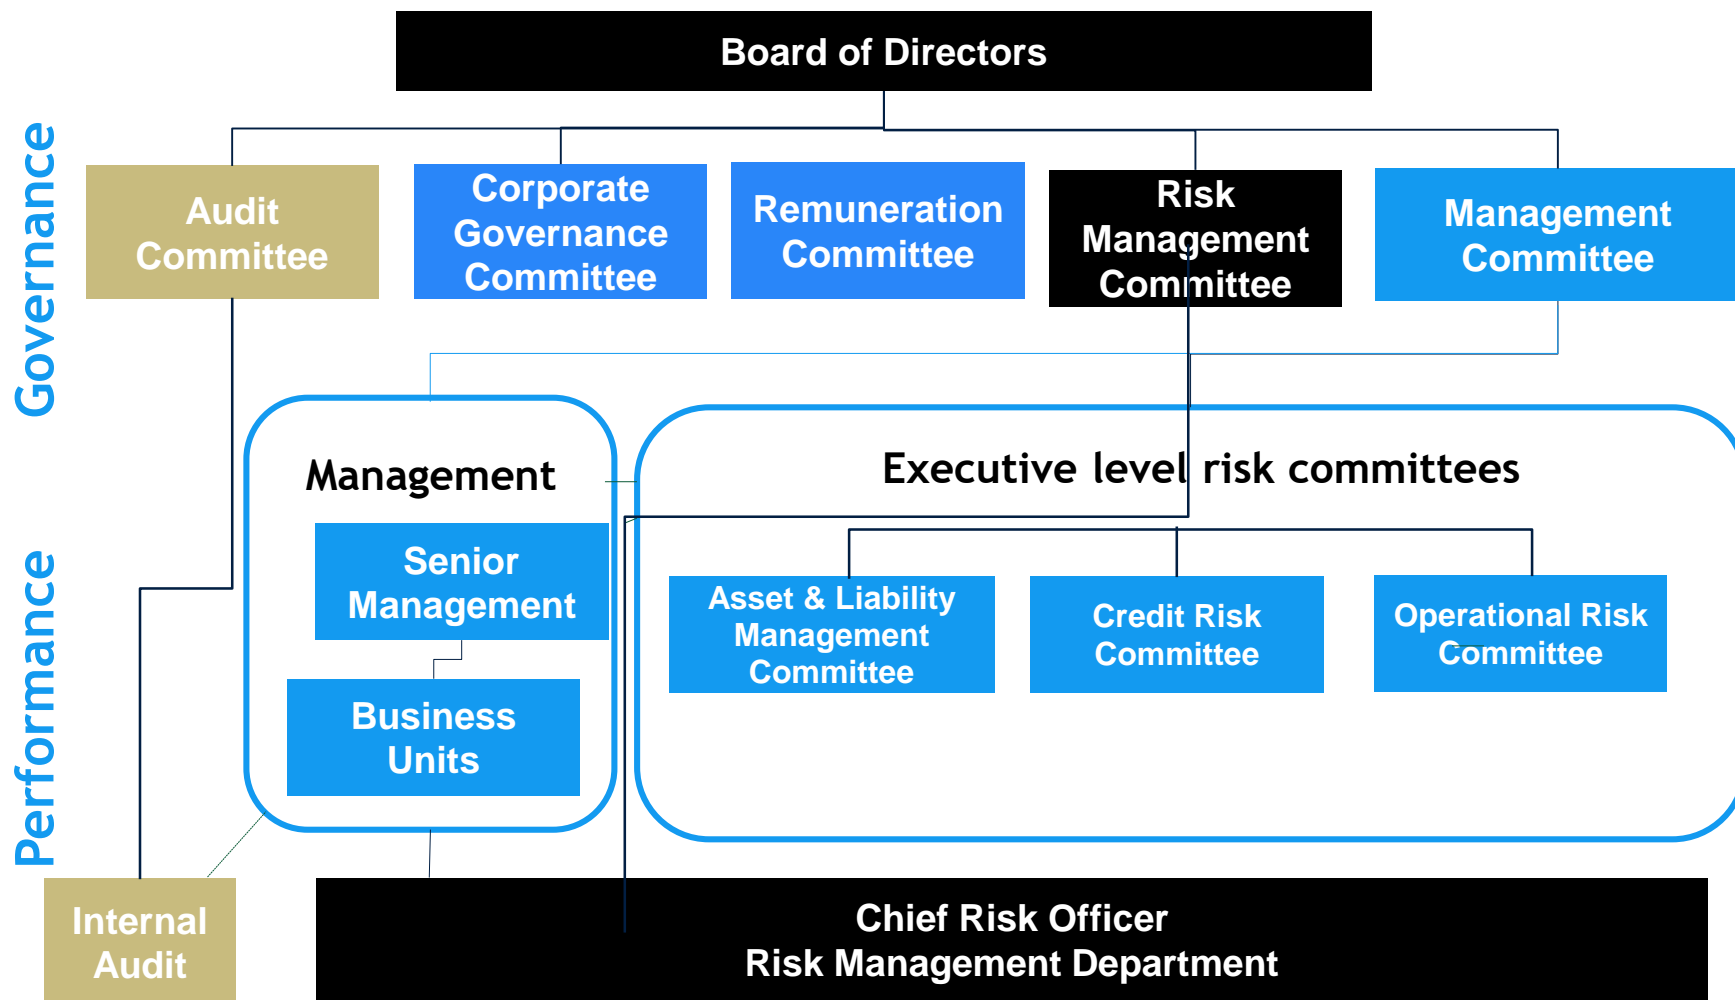 Board of Directors
Governance
Audit
Committee
Corporate
Governance
Committee
Remuneration
Committee
Risk
Management
Committee
Management
Committee
Performance
Management
Senior
Management
Business
Units
Executive level risk committees
Asset & Liability
Management
Committee
Credit Risk
Committee
Operational Risk
Committee
Internal
Audit
Chief Risk Officer
Risk Management Department